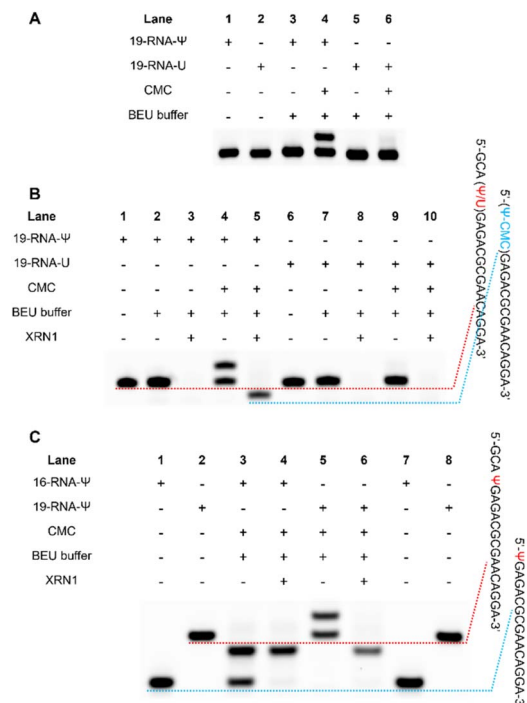 A
Lane 1 2 3 4 5 6
19-RNA-Ψ + - + + - -
19-RNA-U - + - - + +
CMC - - - + - +
BEU buffer - - + + + +
B
Lane 1 2 3 4 5 6 7 8 9 10
19-RNA-Ψ + + + + + - - - - -
19-RNA-U - - - - - + + + + +
CMC - - - + + - - - + +
BEU buffer - + + + + - + + + +
XRN1 - - + - + - - + - +
5'-GCA (Ψ/U)GAGACGCGAACAGGA-3'
5'-(Ψ-CMC)GAGACGCGAACAGGA-3'
C
Lane 1 2 3 4 5 6 7 8
16-RNA-Ψ + - + + - - + -
19-RNA-Ψ - + - - + + - +
CMC - - + + + + - -
BEU buffer - - + + + + - -
XRN1 - - - + - + - -
5'-GCA ΨGAGACGCGAACAGGA-3'
5'-ΨGAGACGCGAACAGGA-3'